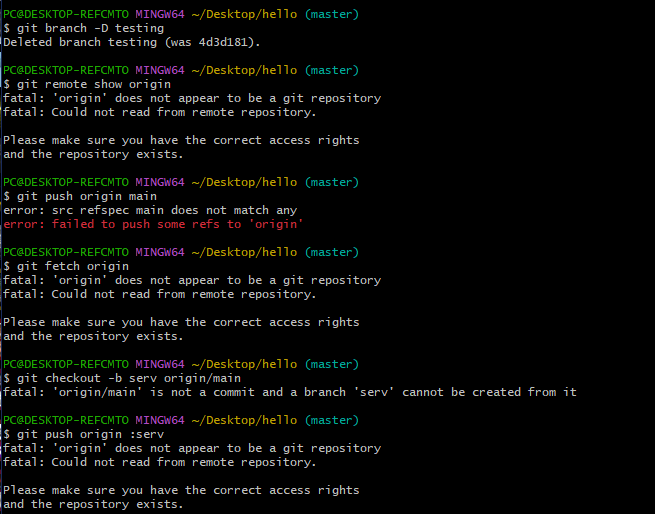 PC@DESKTOP-REFCMTO MINGW64 ~/Desktop/hello (master)
$ git branch -D testing
Deleted branch testing (was 4d3d181).
PC@DESKTOP-REFCMTO MINGW64 ~/Desktop/hello (master)
$ git remote show origin
fatal: 'origin' does not appear to be a git repository
fatal: Could not read from remote repository.
Please make sure you have the correct access rights
and the repository exists.
PC@DESKTOP-REFCMTO MINGW64 ~/Desktop/hello (master)
$ git push origin main
error: src refspec main does not match any
error: failed to push some refs to 'origin'
PC@DESKTOP-REFCMTO MINGW64 ~/Desktop/hello (master)
$ git fetch origin
fatal: 'origin' does not appear to be a git repository
fatal: Could not read from remote repository.
Please make sure you have the correct access rights
and the repository exists.
PC@DESKTOP-REFCMTO MINGW64 ~/Desktop/hello (master)
$ git checkout -b serv origin/main
fatal: 'origin/main' is not a commit and a branch 'serv' cannot be created from it
PC@DESKTOP-REFCMTO MINGW64 ~/Desktop/hello (master)
$ git push origin :serv
fatal: 'origin' does not appear to be a git repository
fatal: Could not read from remote repository.
Please make sure you have the correct access rights
and the repository exists.